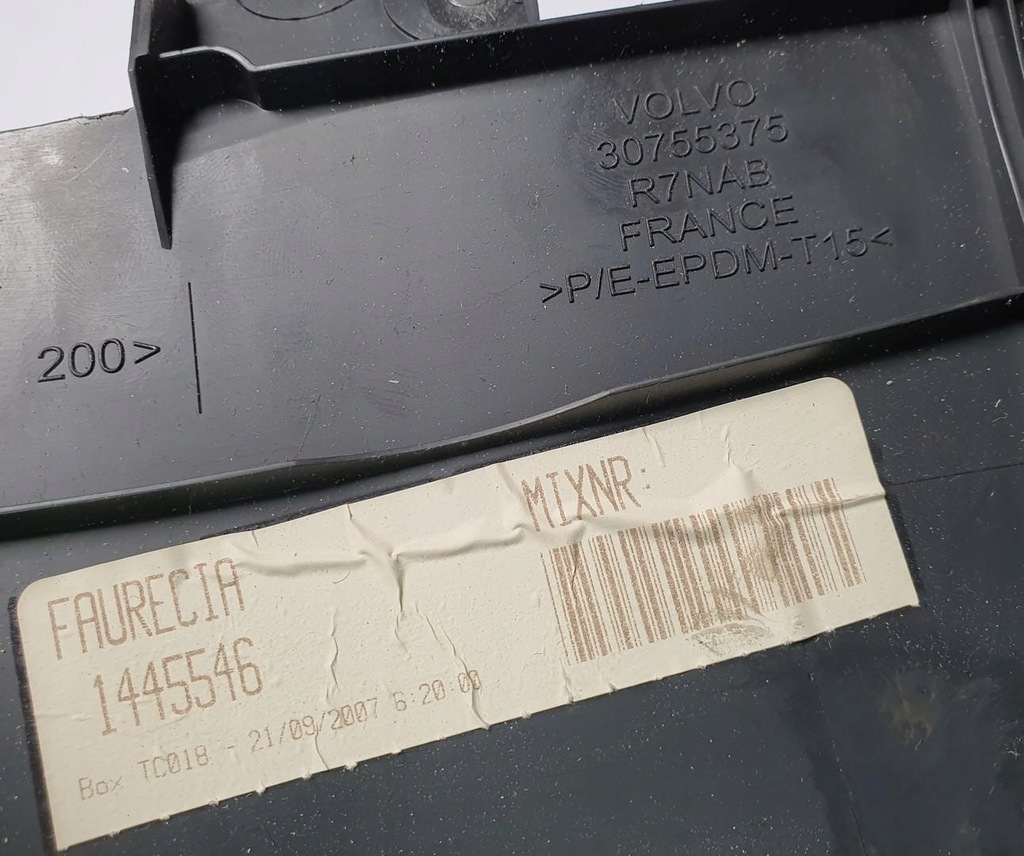 VOLVO
30755375
R7NAB
FRANCE
>P/E-EPDM-T15<
200>
MIXNR:
FAURECIA
1445546
Box TC018 - 21/09/2007 6:20:00